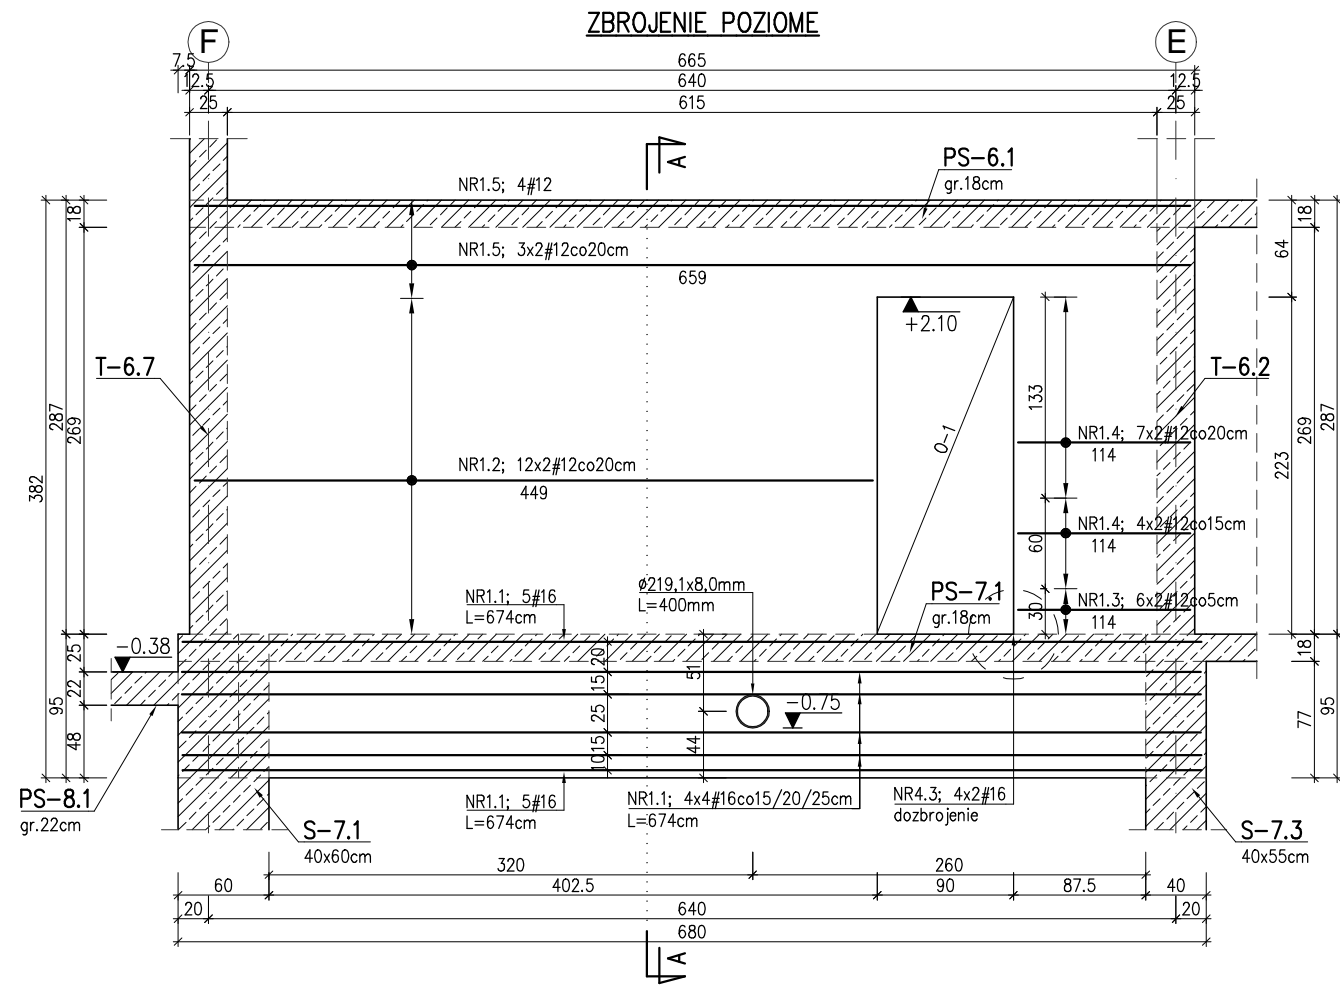 ZBROJENIE POZIOME
F
E
7.5
665
12.5
640
12.5
25
615
25
A
PS-6.1
gr.18cm
NR1.5; 4#12
18
18
NR1.5; 3x2#12co20cm
659
64
+2.10
T-6.7
T-6.2
O-1
133
287
269
382
223
269
287
NR1.4; 7x2#12co20cm
114
NR1.2; 12x2#12co20cm
449
NR1.4; 4x2#12co15cm
114
60
ø219,1x8,0mm
L=400mm
NR1.1; 5#16
L=674cm
PS-7.1
gr.18cm
30
NR1.3; 6x2#12co5cm
114
-0.38
25
22
48
95
20
15
25
15
10
51
44
-0.75
18
77
95
PS-8.1
gr.22cm
NR1.1; 5#16
L=674cm
NR1.1; 4x4#16co15/20/25cm
L=674cm
NR4.3; 4x2#16
dozbrojenie
S-7.1
40x60cm
S-7.3
40x55cm
320
260
60
402.5
90
87.5
40
20
640
20
680
A